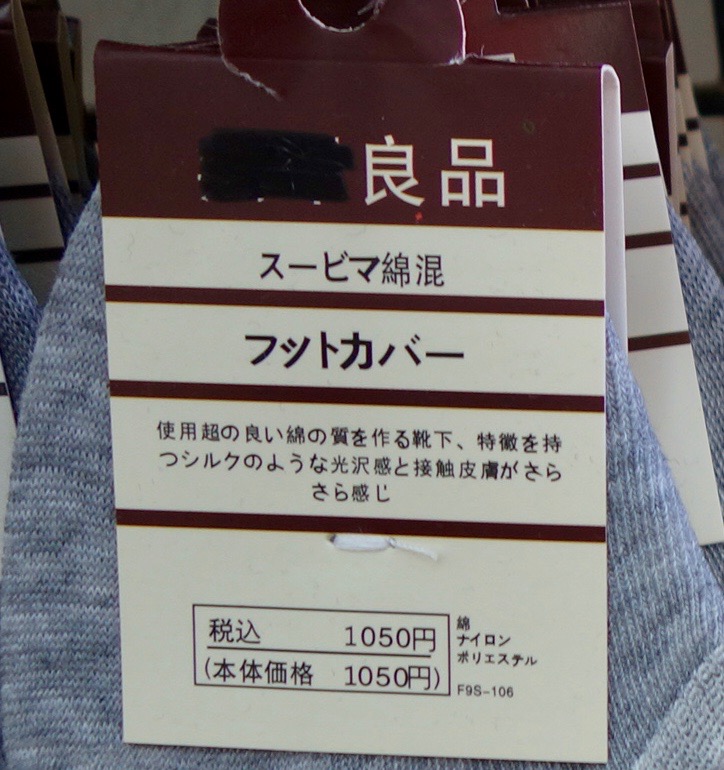 良品
スービマ綿混
フットカバー
使用超の良い綿の質を作る靴下、特徴を持
つシルクのような光沢感と接触皮膚がさら
さら感じ
税込 1050円
(本体価格 1050円)
綿
ナイロン
ポリエステル
F9S-106